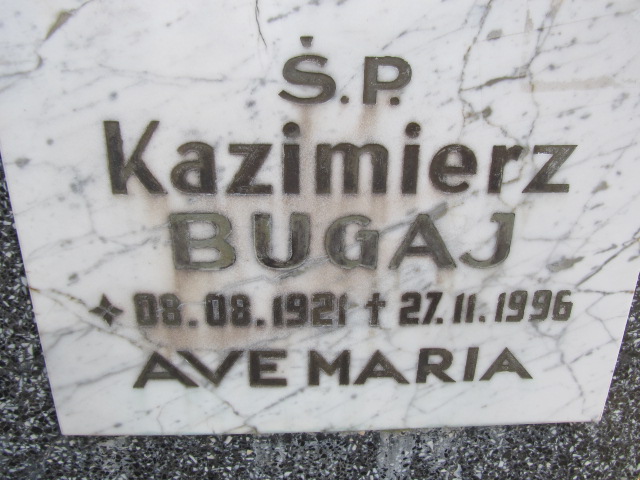 Ś.P.
Kazimierz
BUGAJ
✦ 08.08.1921 ✝ 27.11.1996
AVE MARIA